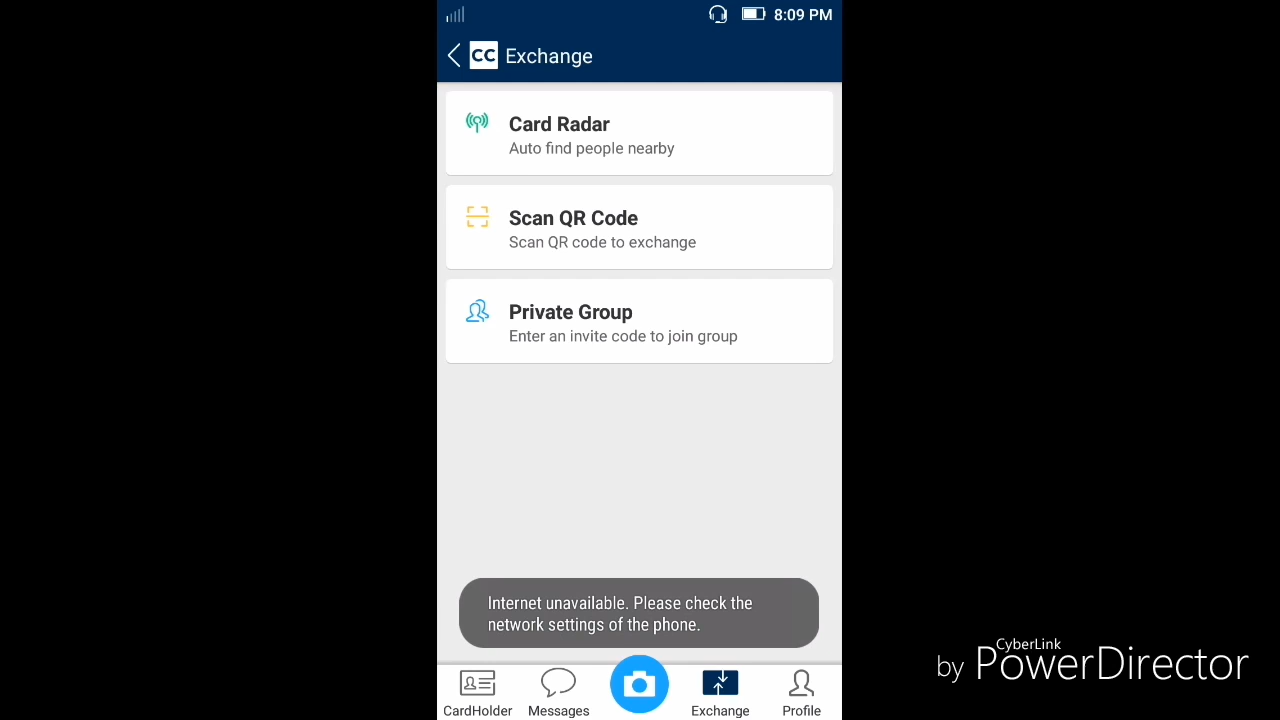 8:09 PM
CC Exchange
Card Radar
Auto find people nearby
Scan QR Code
Scan QR code to exchange
Private Group
Enter an invite code to join group
Internet unavailable. Please check the
network settings of the phone.
CardHolder Messages Exchange Profile
CyberLink
by PowerDirector